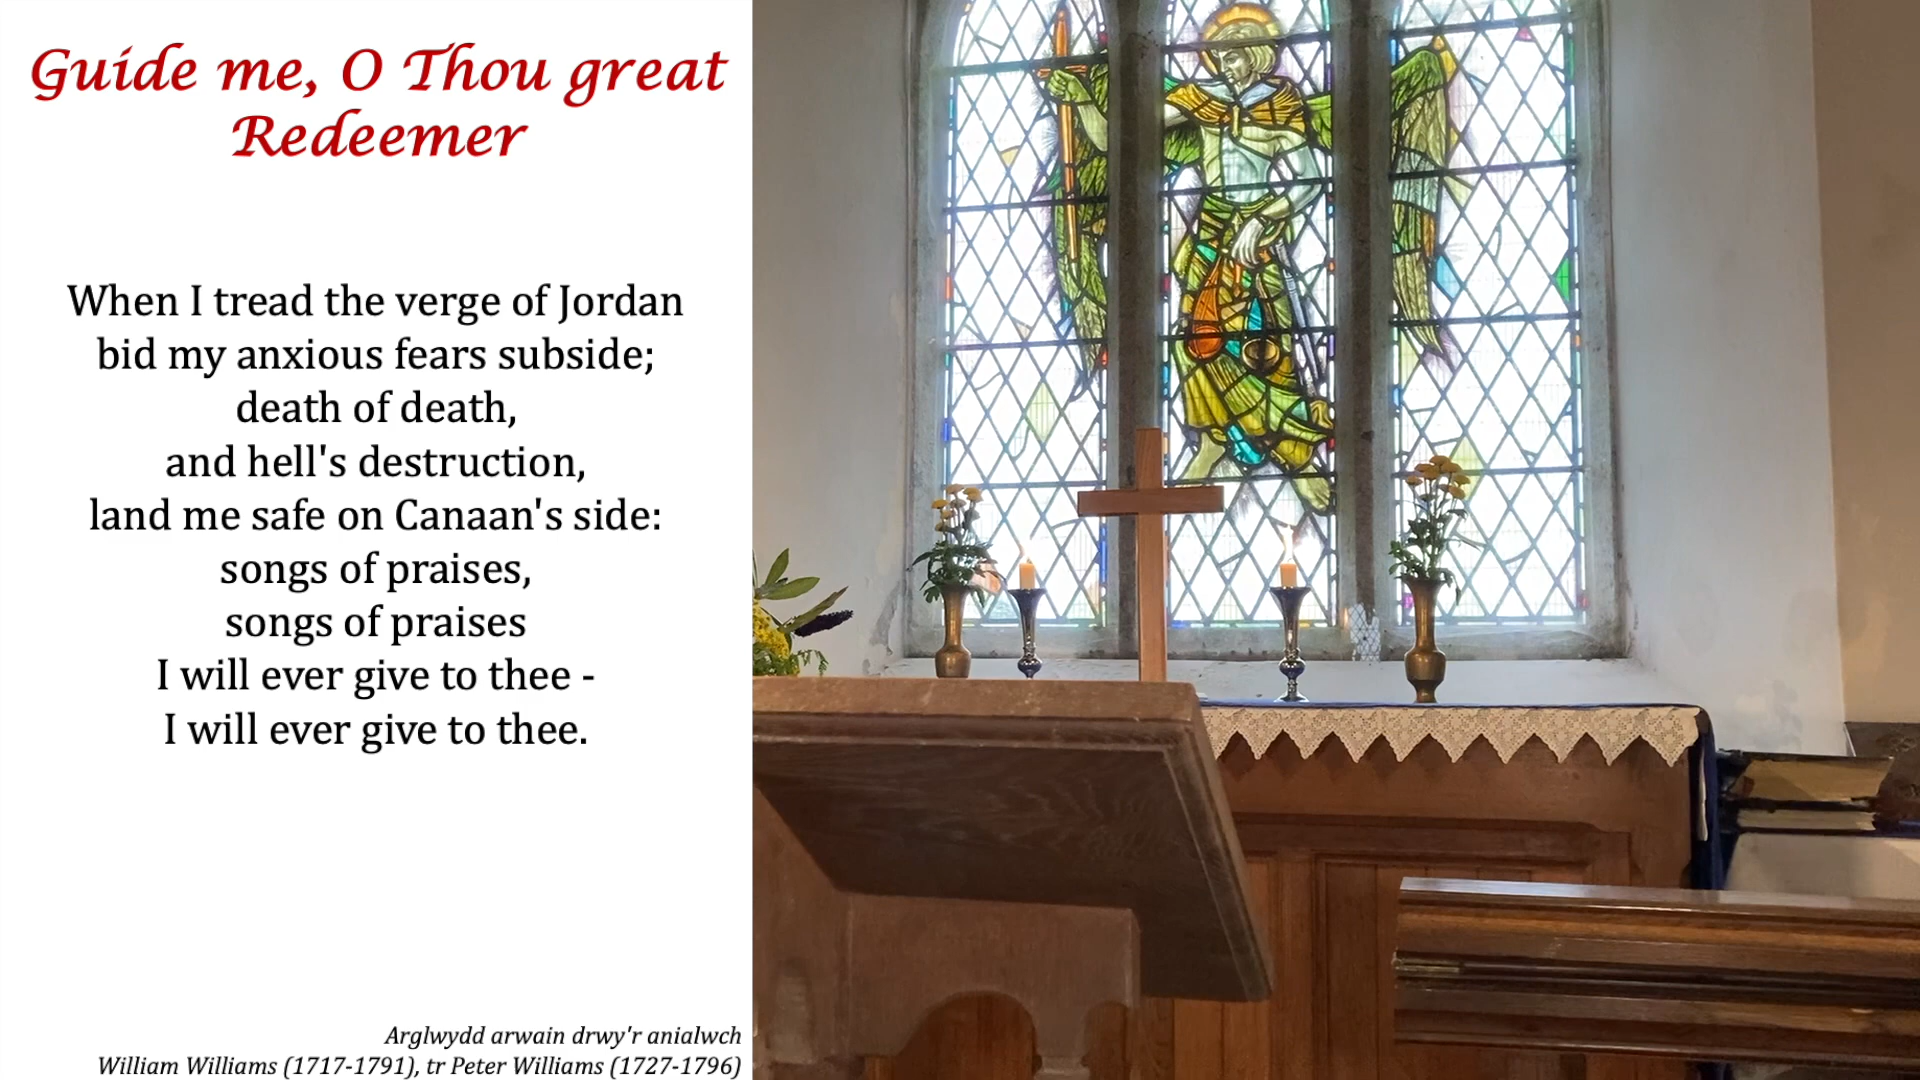 Guide me, O Thou great
Redeemer
When I tread the verge of Jordan
bid my anxious fears subside;
death of death,
and hell's destruction,
land me safe on Canaan's side:
songs of praises,
songs of praises
I will ever give to thee -
I will ever give to thee.
Arglwydd arwain drwy'r anialwch
William Williams (1717-1791), tr Peter Williams (1727-1796)